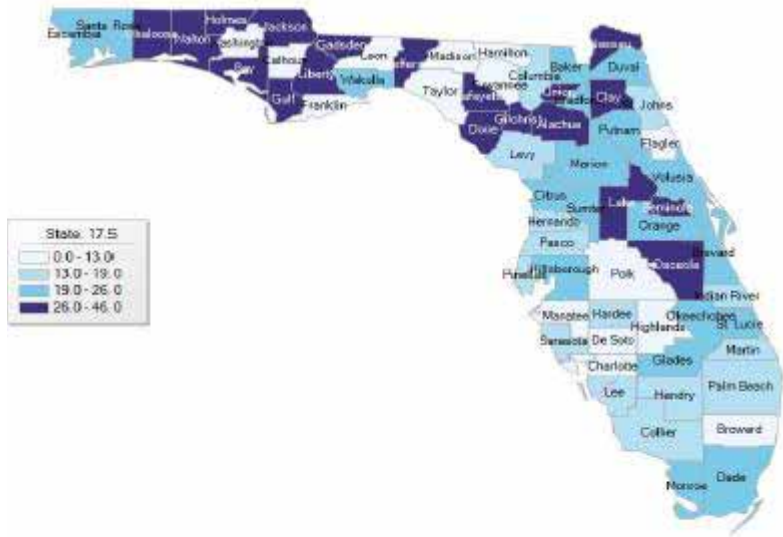 Escambia
Santa Rosa
Okaloosa
Walton
Holmes
Washington
Bay
Jackson
Calhoun
Gulf
Gadsden
Liberty
Franklin
Leon
Wakulla
Jefferson
Madison
Taylor
Hamilton
Suwannee
Lafayette
Dixie
Columbia
Gilchrist
Levy
Baker
Union
Bradford
Alachua
Nassau
Duval
Clay
St. Johns
Putnam
Flagler
Marion
Volusia
Citrus
Sumter
Lake
Seminole
Hernando
Orange
Pasco
Pinellas
Hillsborough
Polk
Osceola
Brevard
Indian River
Manatee
Hardee
Highlands
Okeechobee
St. Lucie
Sarasota
De Soto
Martin
Charlotte
Glades
Lee
Hendry
Palm Beach
Collier
Broward
Monroe
Dade
State: 17.5
0.0 - 13.0
13.0 - 19.0
19.0 - 26.0
26.0 - 46.0